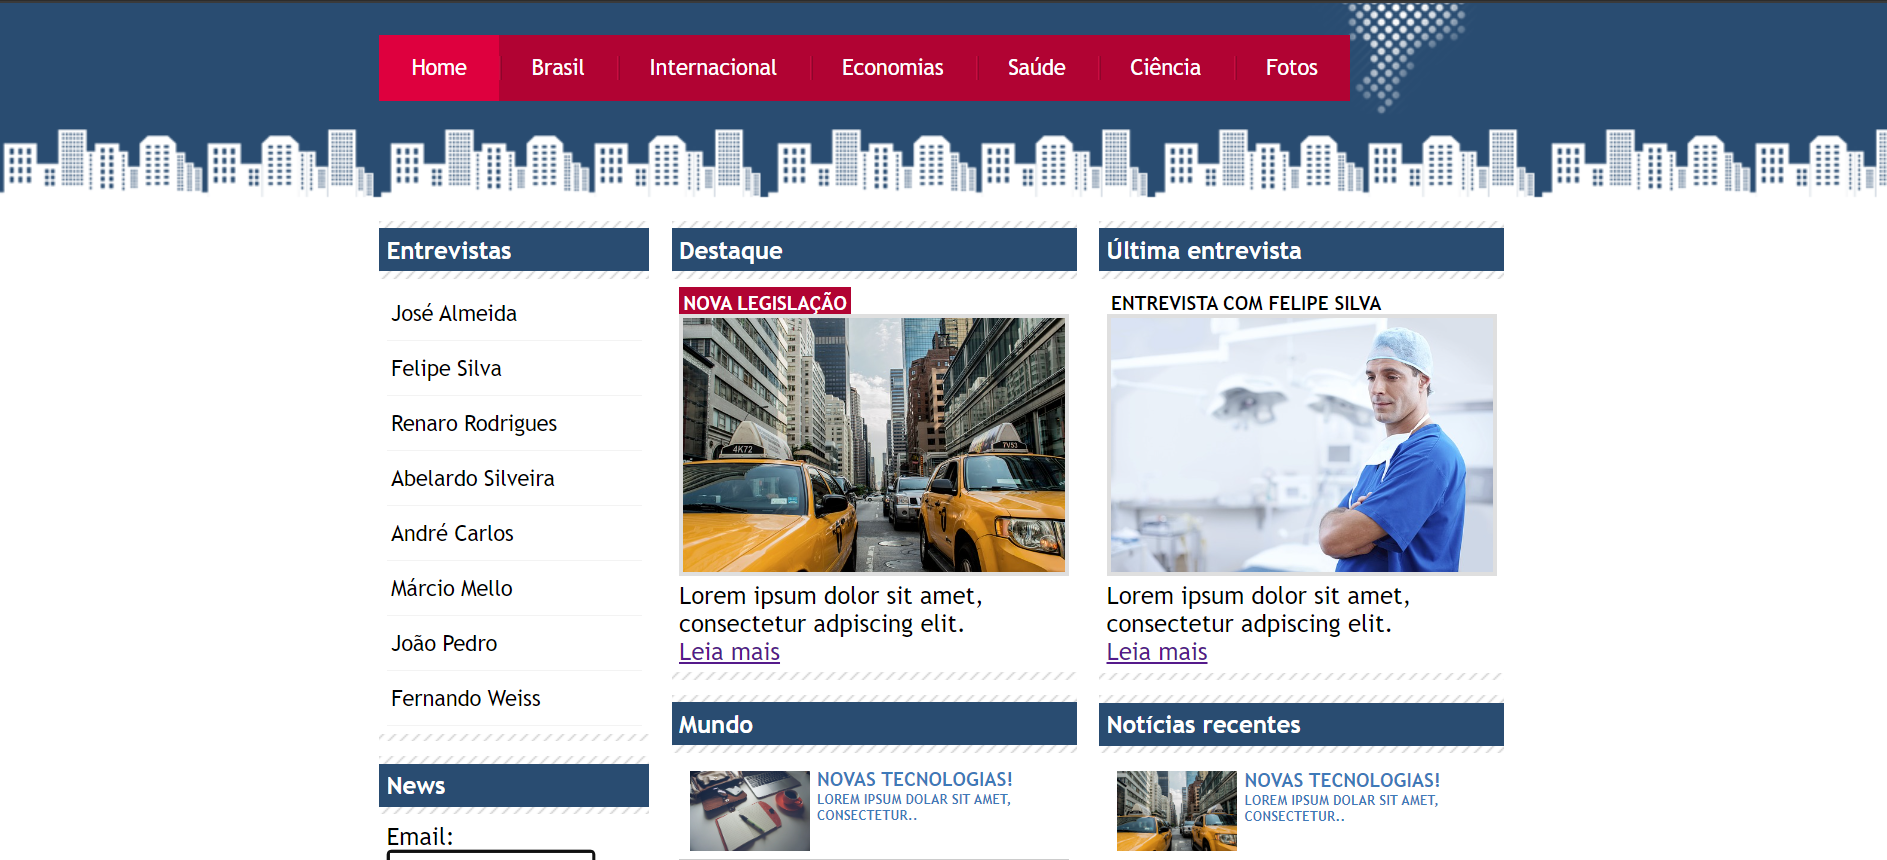 Home Brasil Internacional Economias Saúde Ciência Fotos
Entrevistas
José Almeida
Felipe Silva
Renaro Rodrigues
Abelardo Silveira
André Carlos
Márcio Mello
João Pedro
Fernando Weiss
News
Email:
Destaque
NOVA LEGISLAÇÃO
4K72
7V53
Lorem ipsum dolor sit amet,
consectetur adpiscing elit.
Leia mais
Última entrevista
ENTREVISTA COM FELIPE SILVA
Lorem ipsum dolor sit amet,
consectetur adpiscing elit.
Leia mais
Mundo
NOVAS TECNOLOGIAS!
LOREM IPSUM DOLAR SIT AMET,
CONSECTETUR..
Notícias recentes
NOVAS TECNOLOGIAS!
LOREM IPSUM DOLAR SIT AMET,
CONSECTETUR..